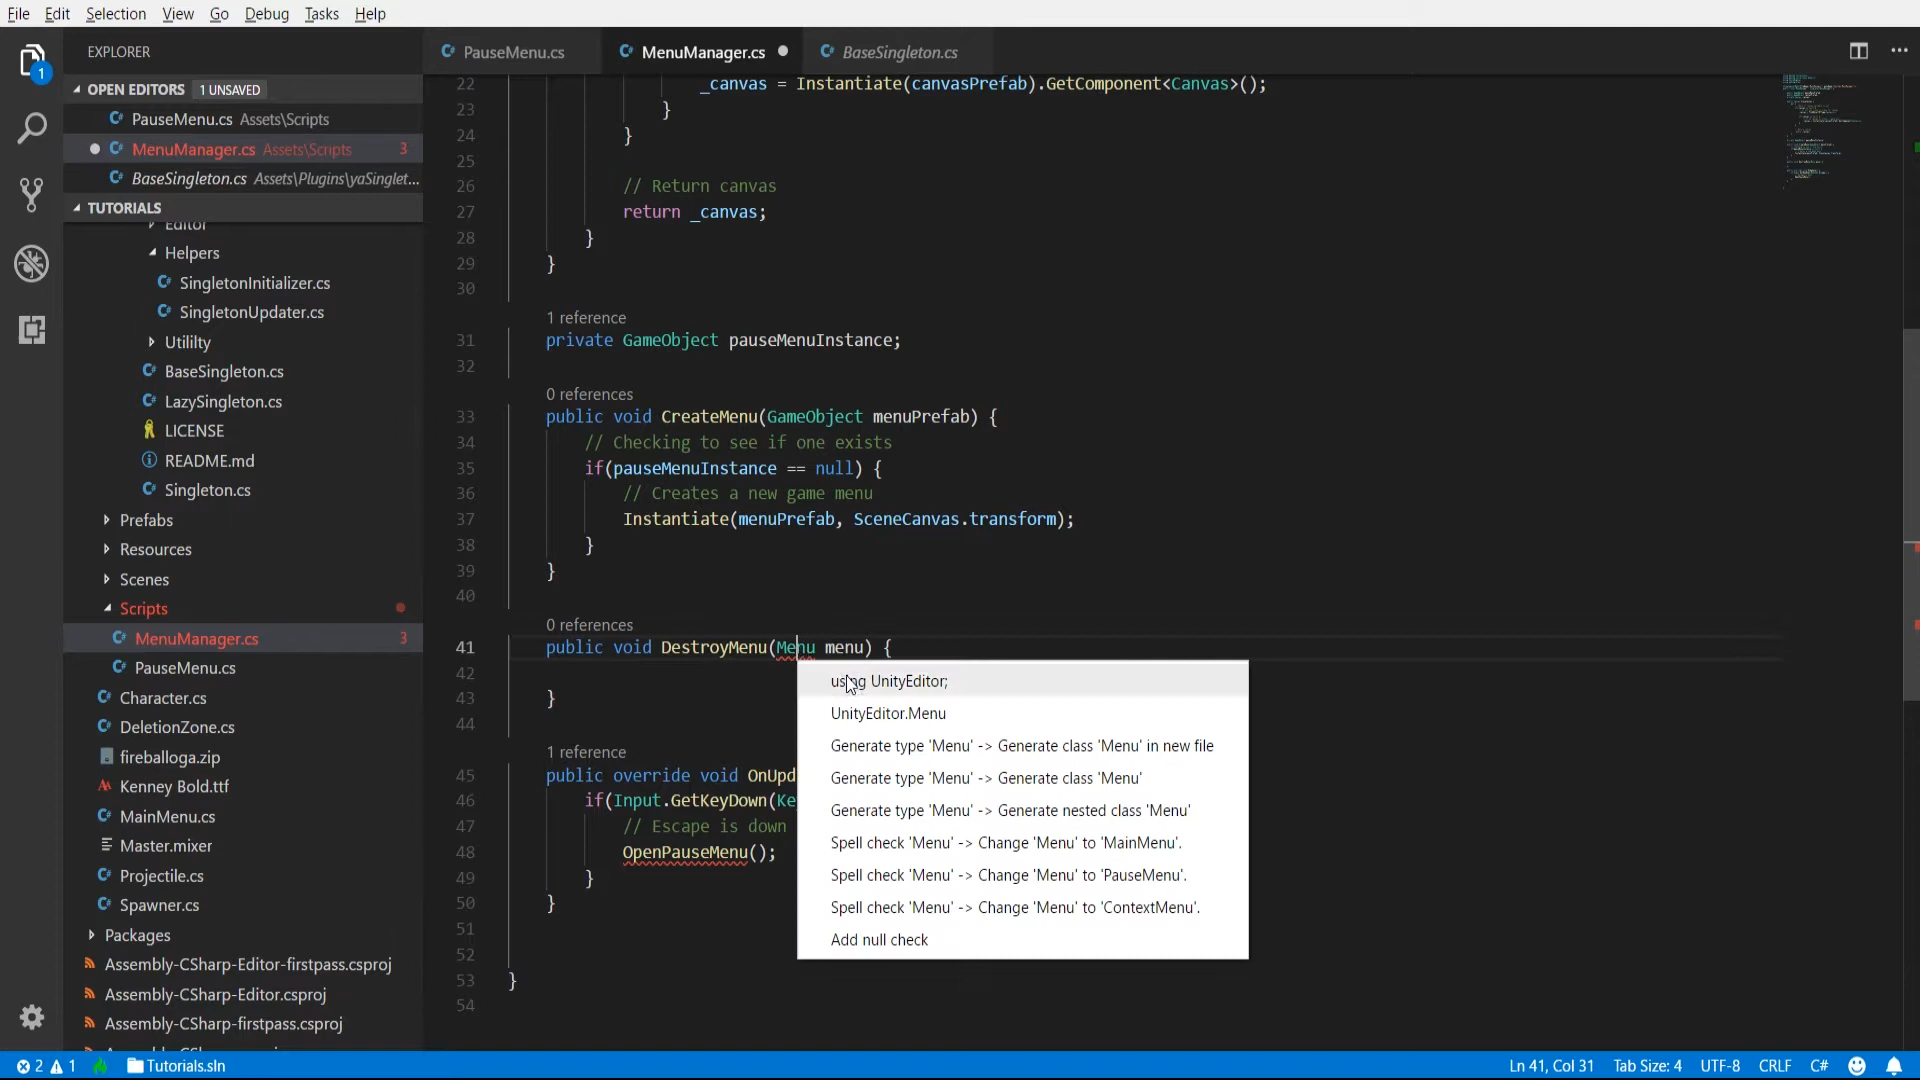 File Edit Selection View Go Debug Tasks Help
EXPLORER
1
OPEN EDITORS 1 UNSAVED
PauseMenu.cs Assets\Scripts
MenuManager.cs Assets\Scripts 3
BaseSingleton.cs Assets\Plugins\yaSinglet...
TUTORIALS
Editor
Helpers
SingletonInitializer.cs
SingletonUpdater.cs
Utililty
BaseSingleton.cs
LazySingleton.cs
LICENSE
README.md
Singleton.cs
Prefabs
Resources
Scenes
Scripts
MenuManager.cs 3
PauseMenu.cs
Character.cs
DeletionZone.cs
fireballoga.zip
Kenney Bold.ttf
MainMenu.cs
Master.mixer
Projectile.cs
Spawner.cs
Packages
Assembly-CSharp-Editor-firstpass.csproj
Assembly-CSharp-Editor.csproj
Assembly-CSharp-firstpass.csproj
PauseMenu.cs MenuManager.cs BaseSingleton.cs
22 _canvas = Instantiate(canvasPrefab).GetComponent<Canvas>();
23 }
24 }
25
26 // Return canvas
27 return _canvas;
28 }
29 }
30
1 reference
31 private GameObject pauseMenuInstance;
32
0 references
33 public void CreateMenu(GameObject menuPrefab) {
34 // Checking to see if one exists
35 if(pauseMenuInstance == null) {
36 // Creates a new game menu
37 Instantiate(menuPrefab, SceneCanvas.transform);
38 }
39 }
40
0 references
41 public void DestroyMenu(Menu menu) {
42
43 }
44
1 reference
45 public override void OnUpd
46 if(Input.GetKeyDown(Ke
47 // Escape is down
48 OpenPauseMenu();
49 }
50 }
51
52
53 }
54
using UnityEditor;
UnityEditor.Menu
Generate type 'Menu' -> Generate class 'Menu' in new file
Generate type 'Menu' -> Generate class 'Menu'
Generate type 'Menu' -> Generate nested class 'Menu'
Spell check 'Menu' -> Change 'Menu' to 'MainMenu'.
Spell check 'Menu' -> Change 'Menu' to 'PauseMenu'.
Spell check 'Menu' -> Change 'Menu' to 'ContextMenu'.
Add null check
2 1 Tutorials.sln Ln 41, Col 31 Tab Size: 4 UTF-8 CRLF C#